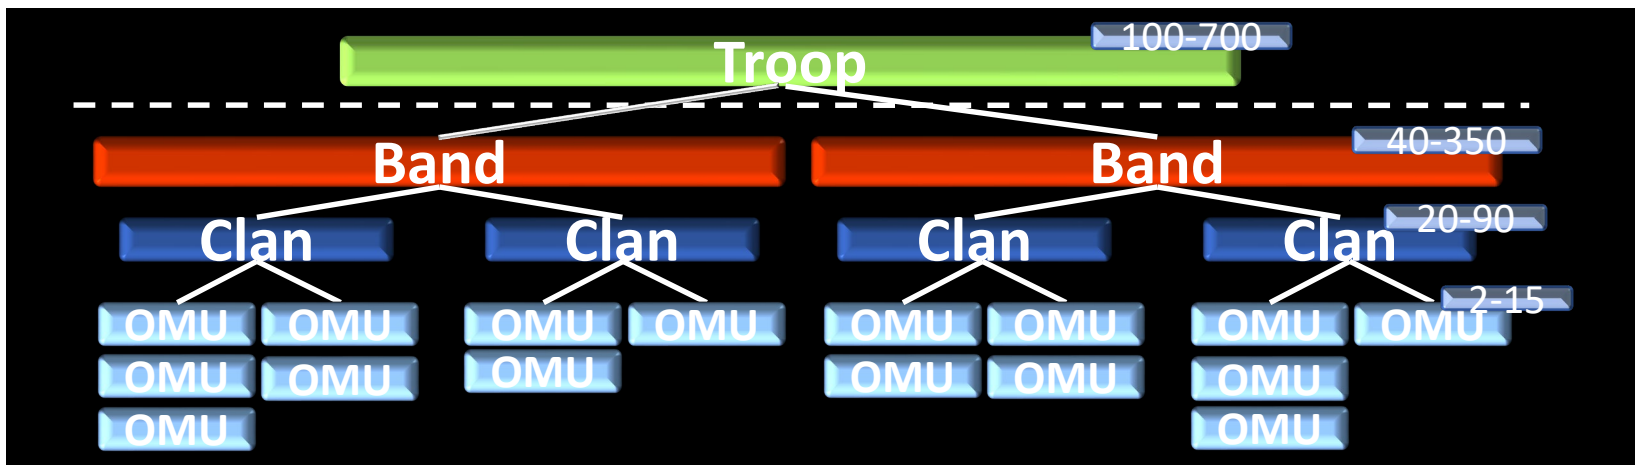 100-700
Troop
40-350
Band Band
20-90
Clan Clan Clan Clan
2-15
OMU OMU OMU OMU OMU OMU OMU OMU
OMU OMU OMU OMU OMU OMU
OMU OMU